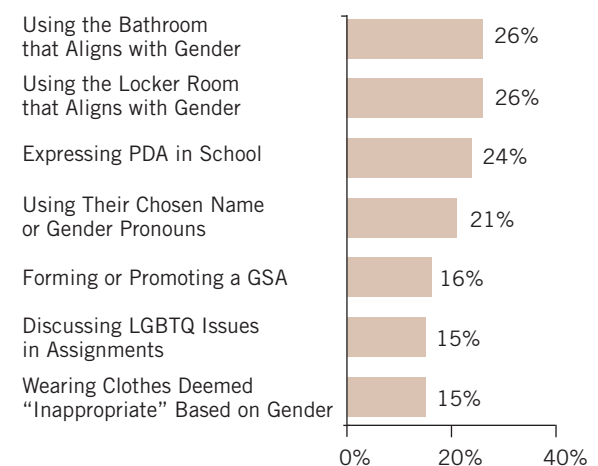 Using the Bathroom
that Aligns with Gender
26%
Using the Locker Room
that Aligns with Gender
26%
Expressing PDA in School
24%
Using Their Chosen Name
or Gender Pronouns
21%
Forming or Promoting a GSA
16%
Discussing LGBTQ Issues
in Assignments
15%
Wearing Clothes Deemed
“Inappropriate” Based on Gender
15%
0% 20% 40%